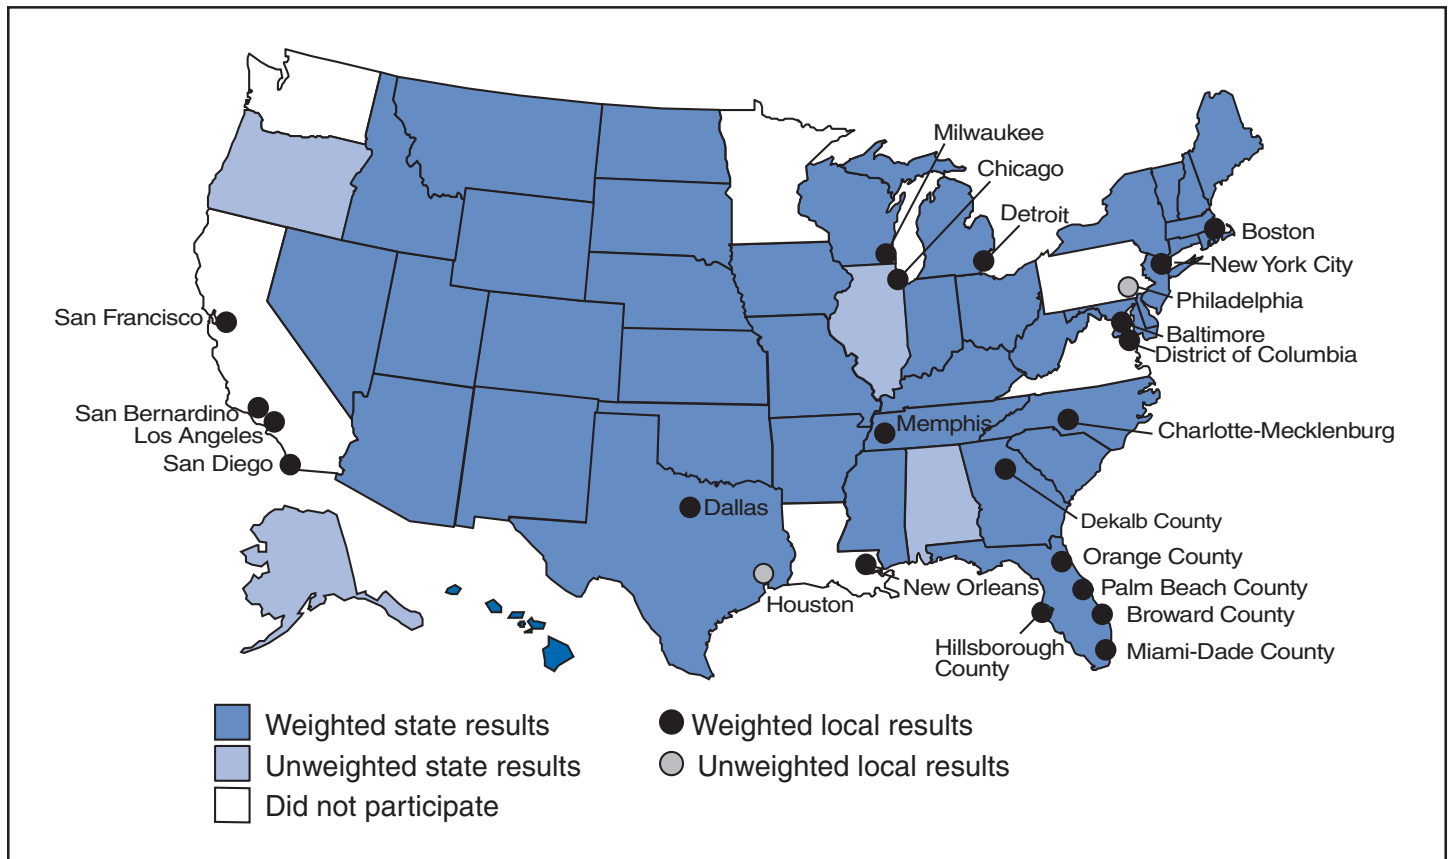 Milwaukee
Chicago
Detroit
Boston
New York City
Philadelphia
Baltimore
District of Columbia
San Francisco
San Bernardino
Los Angeles
San Diego
Memphis
Charlotte-Mecklenburg
Dallas
Dekalb County
Orange County
Palm Beach County
Broward County
Miami-Dade County
New Orleans
Houston
Hillsborough
County
Weighted state results
Unweighted state results
Did not participate
Weighted local results
Unweighted local results